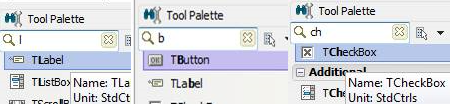 Tool Palette
l
TLabel
TListBox
Name: TLa
Unit: StdCt
Tool Palette
b
TButton
TLabel
Tool Palette
ch
TCheckBox
Additional
TCh
Name: TCheckBox
Unit: StdCtrls